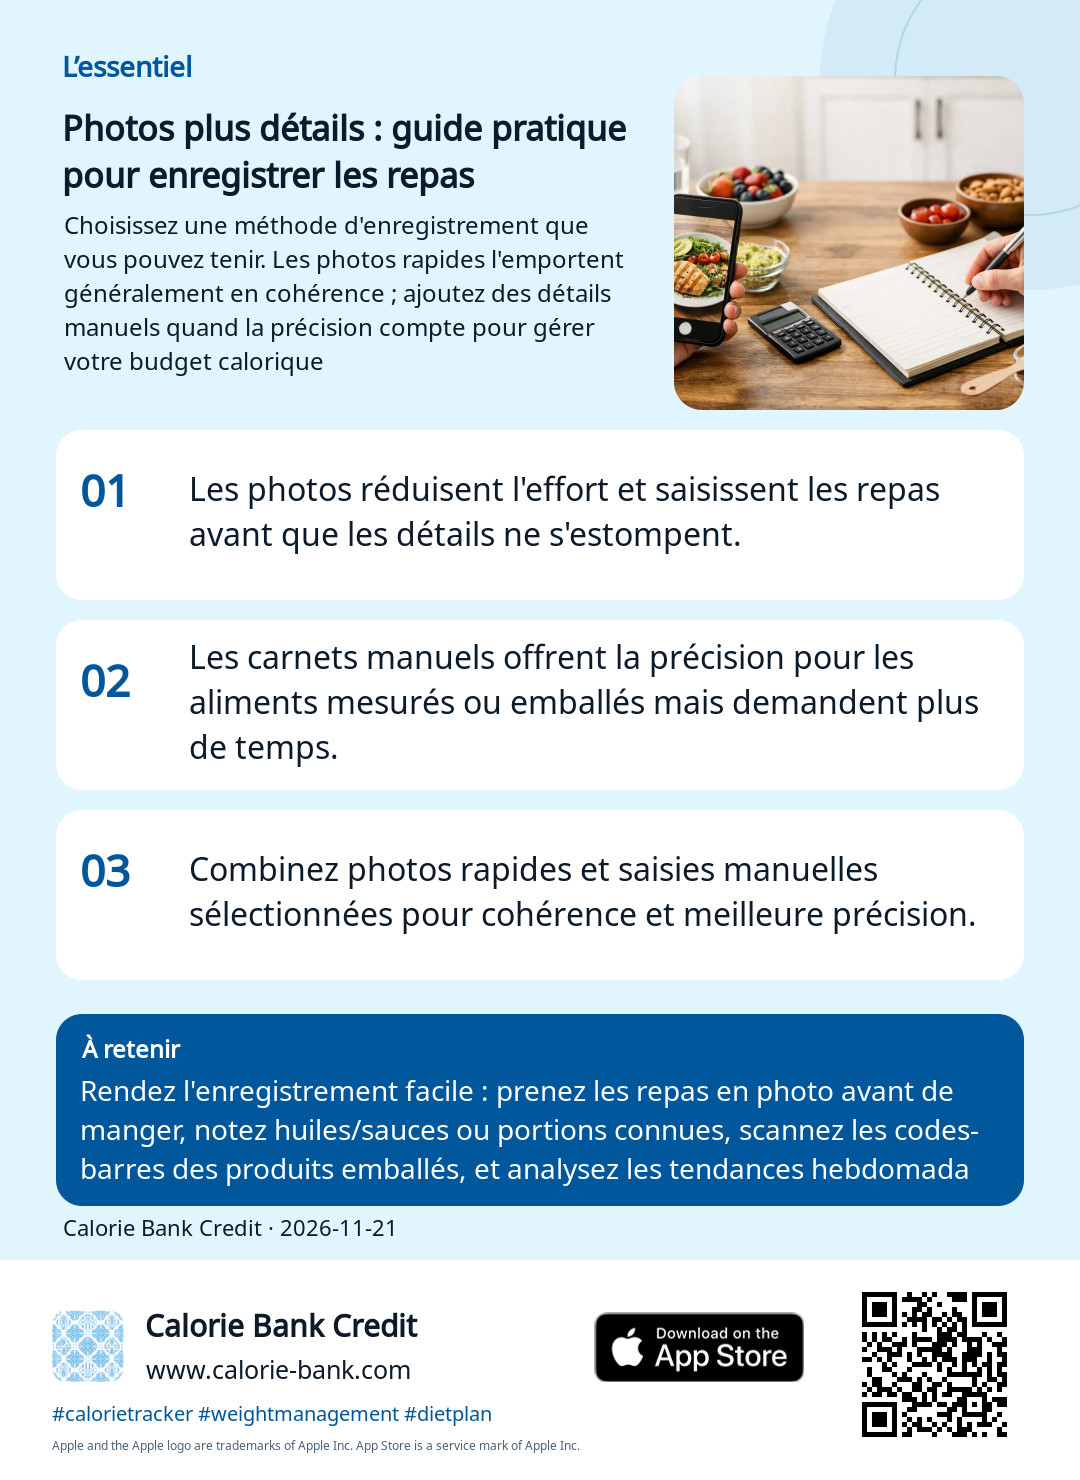 L’essentiel
Photos plus détails : guide pratique
pour enregistrer les repas
Choisissez une méthode d'enregistrement que
vous pouvez tenir. Les photos rapides l'emportent
généralement en cohérence ; ajoutez des détails
manuels quand la précision compte pour gérer
votre budget calorique
01
Les photos réduisent l'effort et saisissent les repas
avant que les détails ne s'estompent.
02
Les carnets manuels offrent la précision pour les
aliments mesurés ou emballés mais demandent plus
de temps.
03
Combinez photos rapides et saisies manuelles
sélectionnées pour cohérence et meilleure précision.
À retenir
Rendez l'enregistrement facile : prenez les repas en photo avant de
manger, notez huiles/sauces ou portions connues, scannez les codes-
barres des produits emballés, et analysez les tendances hebdomada
Calorie Bank Credit · 2026-11-21
Calorie Bank Credit
www.calorie-bank.com
Download on the
App Store
#calorietracker #weightmanagement #dietplan
Apple and the Apple logo are trademarks of Apple Inc. App Store is a service mark of Apple Inc.